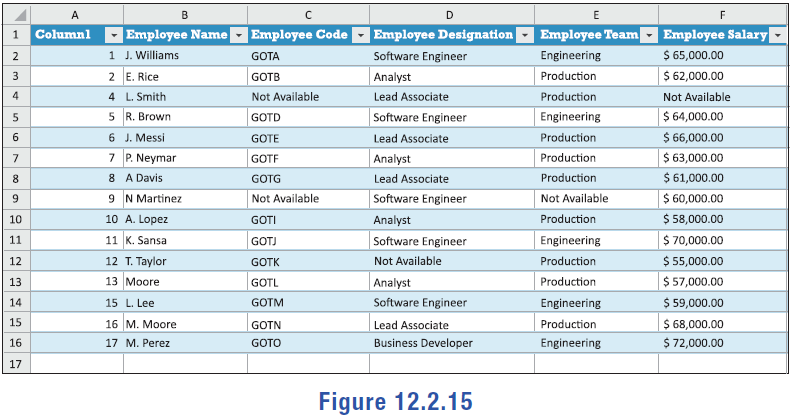 A B C D E F
1 Column1 Employee Name Employee Code Employee Designation Employee Team Employee Salary
2 1 J. Williams GOTA Software Engineer Engineering $ 65,000.00
3 2 E. Rice GOTB Analyst Production $ 62,000.00
4 4 L. Smith Not Available Lead Associate Production Not Available
5 5 R. Brown GOTD Software Engineer Engineering $ 64,000.00
6 6 J. Messi GOTE Lead Associate Production $ 66,000.00
7 7 P. Neymar GOTF Analyst Production $ 63,000.00
8 8 A Davis GOTG Lead Associate Production $ 61,000.00
9 9 N Martinez Not Available Software Engineer Not Available $ 60,000.00
10 10 A. Lopez GOTI Analyst Production $ 58,000.00
11 11 K. Sansa GOTJ Software Engineer Engineering $ 70,000.00
12 12 T. Taylor GOTK Not Available Production $ 55,000.00
13 13 Moore GOTL Analyst Production $ 57,000.00
14 15 L. Lee GOTM Software Engineer Engineering $ 59,000.00
15 16 M. Moore GOTN Lead Associate Production $ 68,000.00
16 17 M. Perez GOTO Business Developer Engineering $ 72,000.00
17
Figure 12.2.15